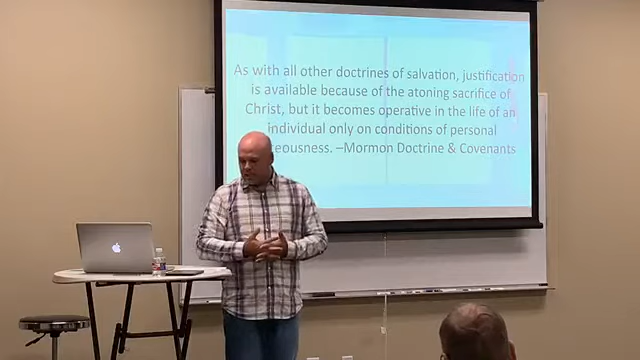 As with all other doctrines of salvation, justification
is available because of the atoning sacrifice of
Christ, but it becomes operative in the life of an
individual only on conditions of personal
eousness. –Mormon Doctrine & Covenants